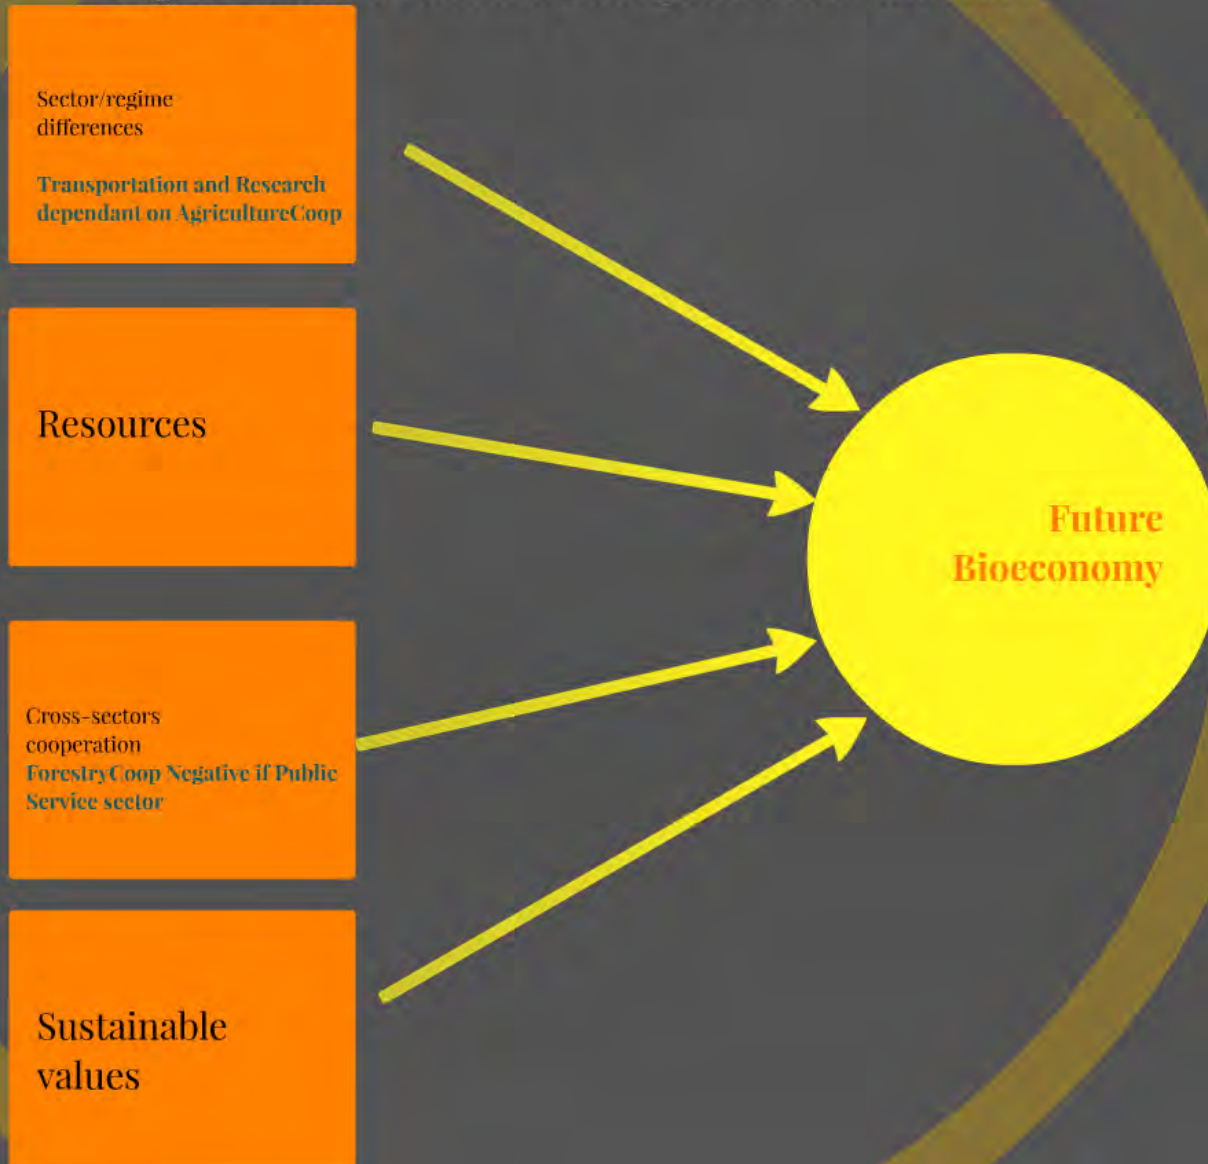 Sector/regime
differences
Transportation and Research
dependant on AgricultureCoop
Resources
Future
Bioeconomy
Cross-sectors
cooperation
ForestryCoop Negative if Public
Service sector
Sustainable
values